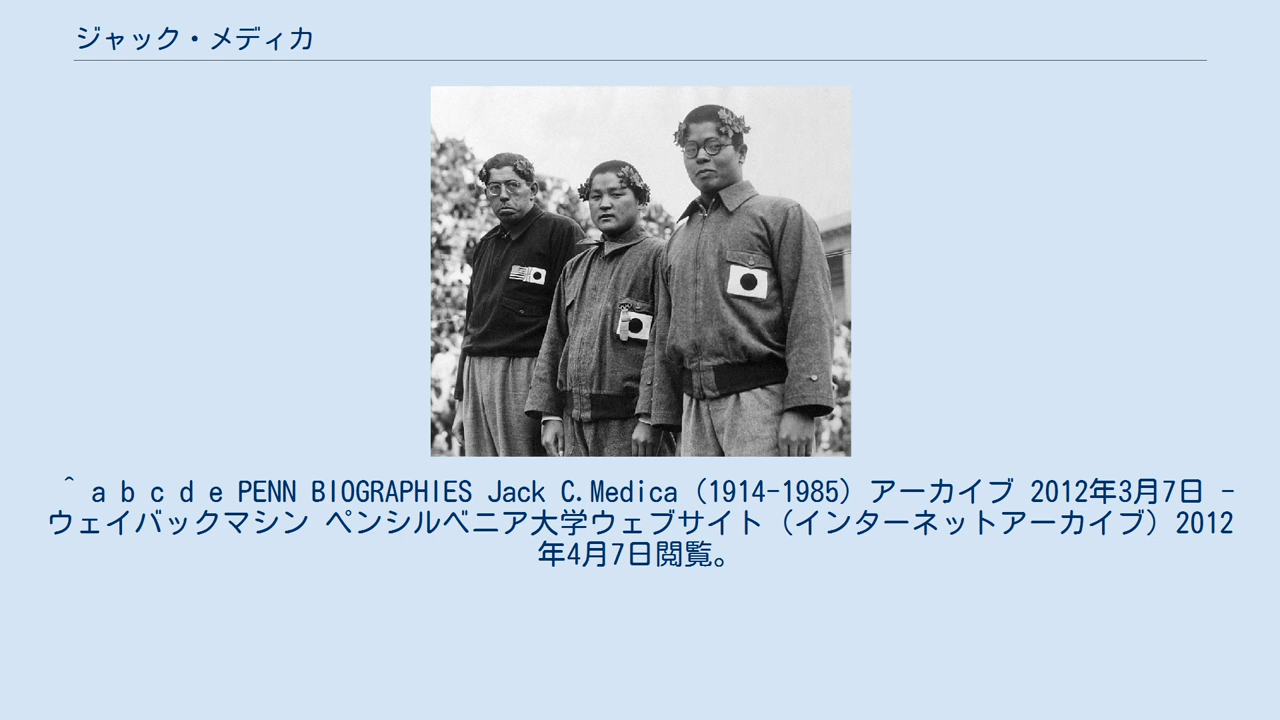 ジャック・メディカ
^ a b c d e PENN BIOGRAPHIES Jack C.Medica（1914-1985）アーカイブ 2012年3月7日 -
ウェイバックマシン ペンシルベニア大学ウェブサイト（インターネットアーカイブ）2012
年4月7日閲覧。